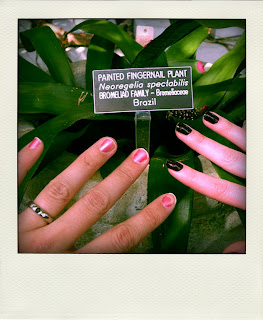 PAINTED FINGERNAIL PLANT
Neoregelia spectabilis
BROMELIAD FAMILY - Bromeliaceae
Brazil